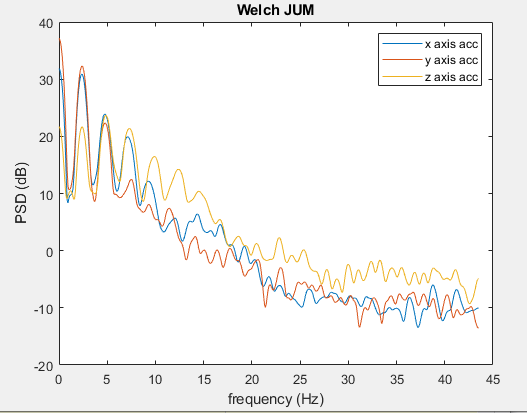 Welch JUM
40
30
20
10
0
-10
-20
PSD (dB)
x axis acc
y axis acc
z axis acc
0 5 10 15 20 25 30 35 40 45
frequency (Hz)